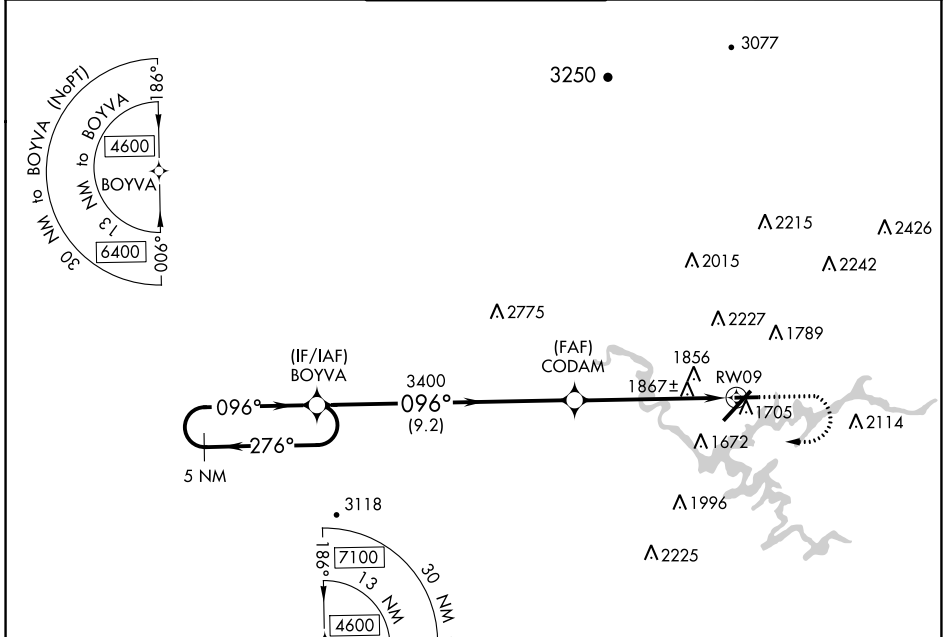 3077
3250
30 NM to BOYVA (NoPT)
13 NM to BOYVA
186°
4600
BOYVA
6400
006°
2215
2426
2015
2242
2775
2227
1789
(IF/IAF)
BOYVA
(FAF)
CODAM
1856
1867±
RW09
3400
096°
096°
(9.2)
1705
2114
276°
1672
5 NM
3118
1996
186°
7100
30 NM
13 NM
2225
4600